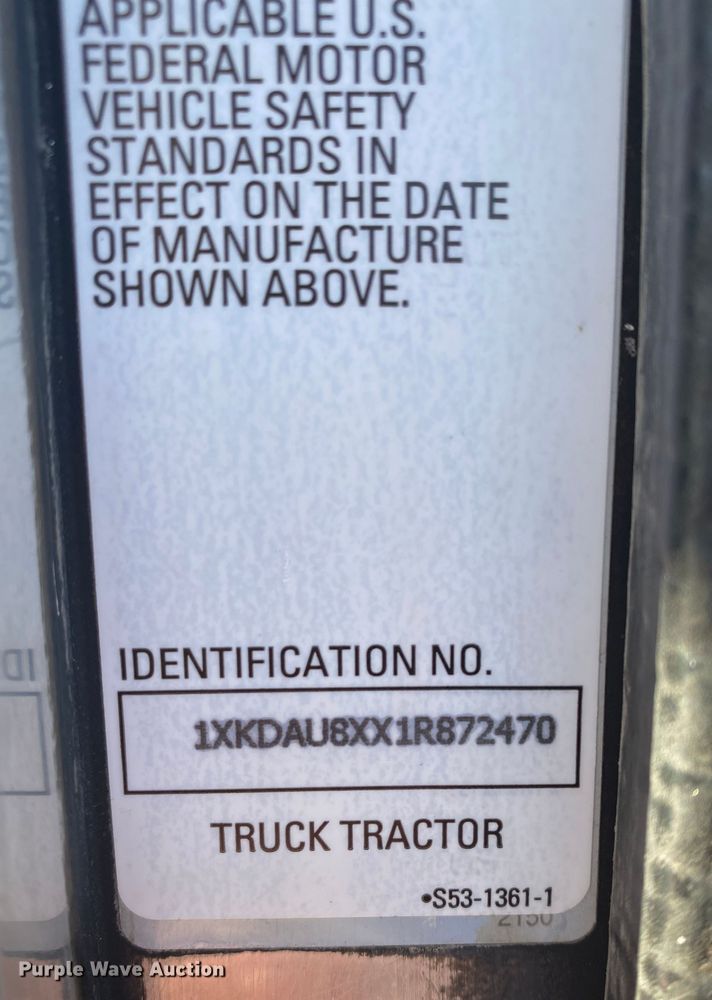 APPLICABLE U.S.
FEDERAL MOTOR
VEHICLE SAFETY
STANDARDS IN
EFFECT ON THE DATE
OF MANUFACTURE
SHOWN ABOVE.
IDENTIFICATION NO.
1XKDAU8XX1R872470
TRUCK TRACTOR
•S53-1361-1
2150
Purple Wave Auction